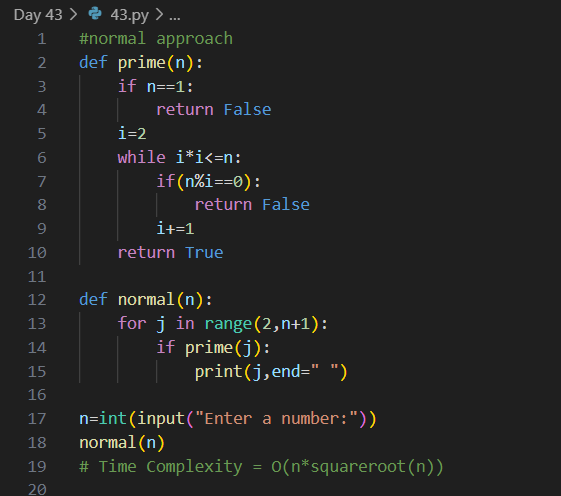 Day 43 > 43.py > ...
1 #normal approach
2 def prime(n):
3     if n==1:
4         return False
5     i=2
6     while i*i<=n:
7         if(n%i==0):
8             return False
9         i+=1
10     return True
11
12 def normal(n):
13     for j in range(2,n+1):
14         if prime(j):
15             print(j,end=" ")
16
17 n=int(input("Enter a number:"))
18 normal(n)
19 # Time Complexity = O(n*squareroot(n))
20